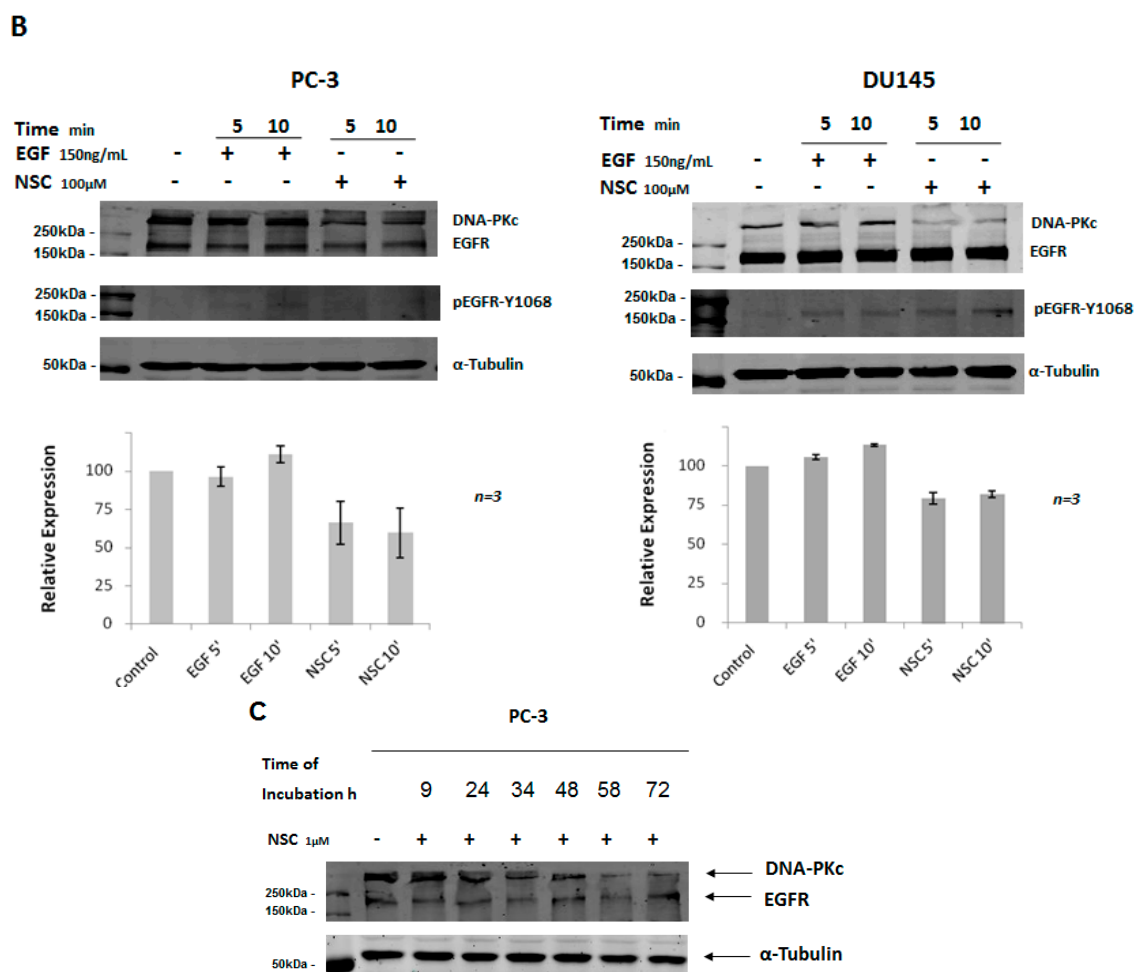 B
PC-3
Time min 5 10 5 10
EGF 150ng/mL - + + - -
NSC 100µM - - - + +
DNA-PKc
250kDa -
EGFR
150kDa -
250kDa -
pEGFR-Y1068
150kDa -
50kDa -
α-Tubulin
Relative Expression
100
75
50
25
0
n=3
Control
EGF 5'
EGF 10'
NSC 5'
NSC 10'
DU145
Time min 5 10 5 10
EGF 150ng/mL - + + - -
NSC 100µM - - - + +
DNA-PKc
250kDa -
EGFR
150kDa -
250kDa -
pEGFR-Y1068
150kDa -
50kDa -
α-Tubulin
Relative Expression
100
75
50
25
0
n=3
Control
EGF 5'
EGF 10'
NSC 5'
NSC 10'
C
PC-3
Time of
Incubation h 9 24 34 48 58 72
NSC 1µM - + + + + + +
DNA-PKc
250kDa -
EGFR
150kDa -
α-Tubulin
50kDa -